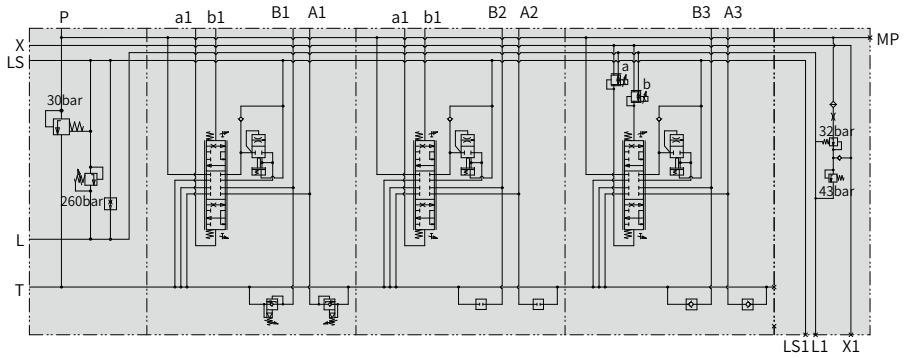 P a1 b1 B1 A1 a1 b1 B2 A2 B3 A3
X MP
LS
a
b
30bar
32bar
260bar 43bar
L
T
LS1 L1 X1